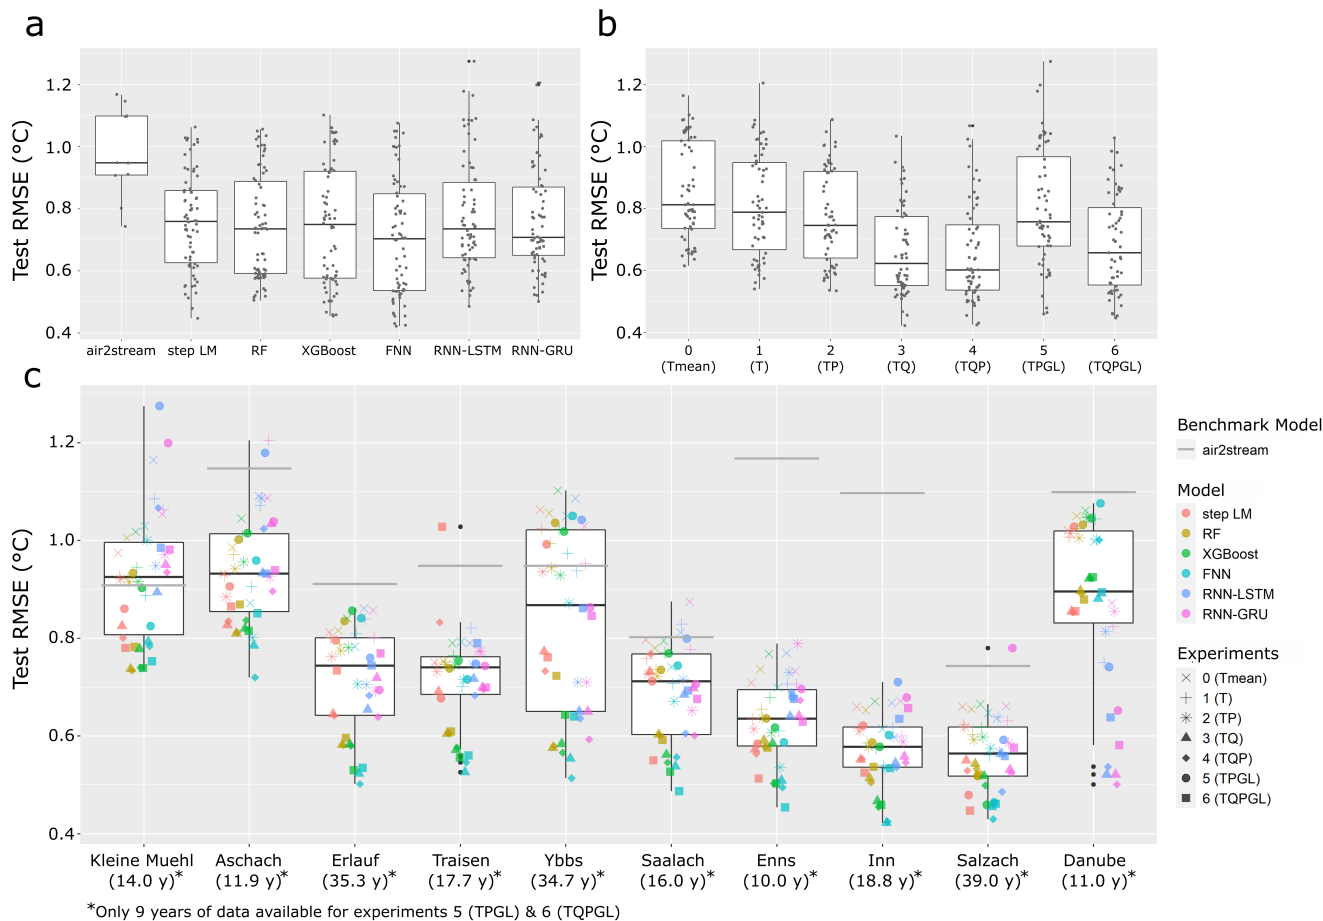 a
b
Test RMSE (°C)
1.2
1.0
0.8
0.6
0.4
air2stream
step LM
RF
XGBoost
FNN
RNN-LSTM
RNN-GRU
Test RMSE (°C)
1.2
1.0
0.8
0.6
0.4
0
(Tmean)
1
(T)
2
(TP)
3
(TQ)
4
(TQP)
5
(TPGL)
6
(TQPGL)
c
Test RMSE (°C)
1.2
1.0
0.8
0.6
0.4
Kleine Muehl
(14.0 y)*
Aschach
(11.9 y)*
Erlauf
(35.3 y)*
Traisen
(17.7 y)*
Ybbs
(34.7 y)*
Saalach
(16.0 y)*
Enns
(10.0 y)*
Inn
(18.8 y)*
Salzach
(39.0 y)*
Danube
(11.0 y)*
*Only 9 years of data available for experiments 5 (TPGL) & 6 (TQPGL)
Benchmark Model
air2stream
Model
step LM
RF
XGBoost
FNN
RNN-LSTM
RNN-GRU
Experiments
0 (Tmean)
1 (T)
2 (TP)
3 (TQ)
4 (TQP)
5 (TPGL)
6 (TQPGL)